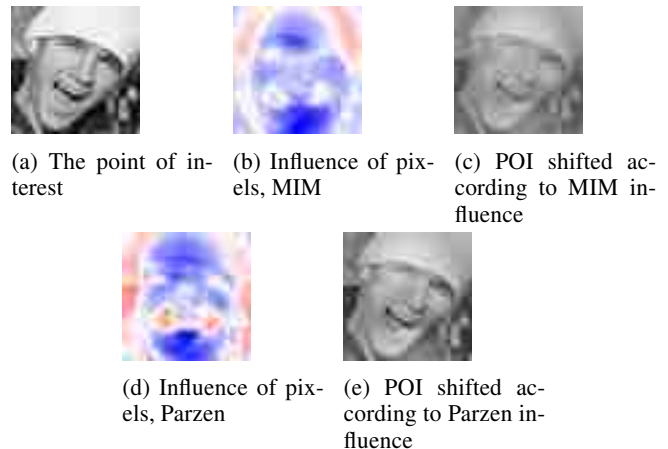 (a) The point of in-
terest
(b) Influence of pix-
els, MIM
(c) POI shifted ac-
cording to MIM in-
fluence
(d) Influence of pix-
els, Parzen
(e) POI shifted ac-
cording to Parzen in-
fluence